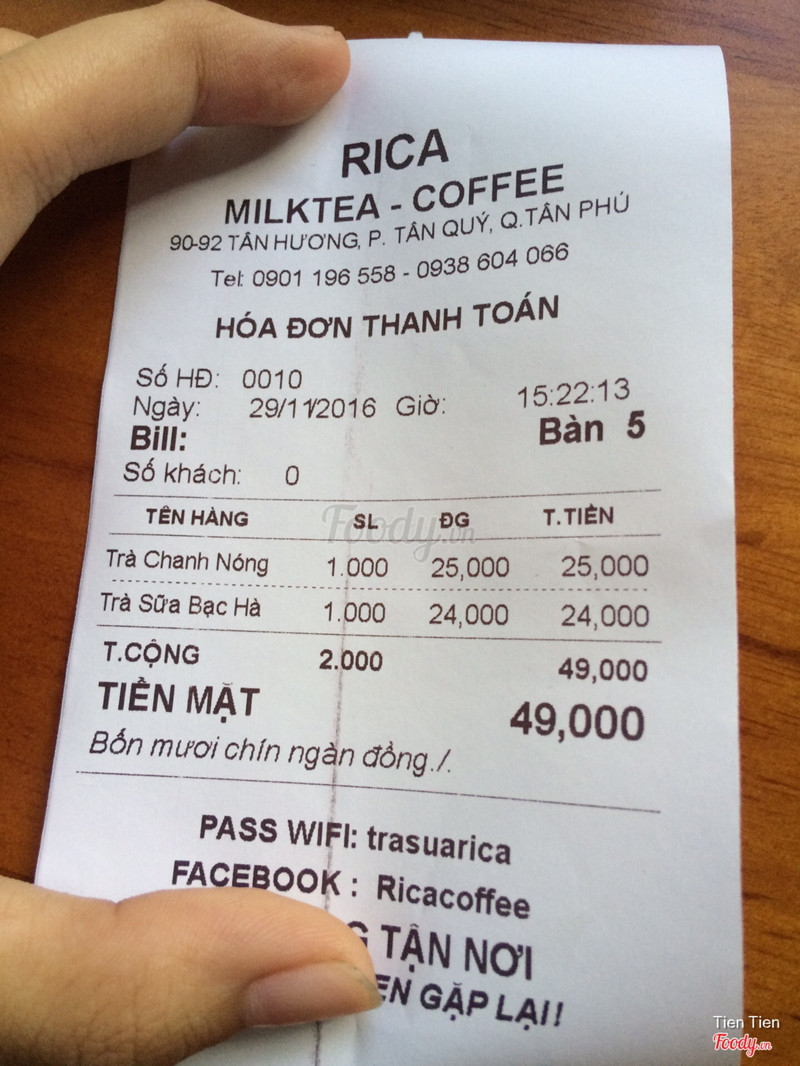 RICA
MILKTEA - COFFEE
90-92 TÂN HƯƠNG, P. TÂN QUÝ, Q.TÂN PHÚ
Tel: 0901 196 558 - 0938 604 066
HÓA ĐƠN THANH TOÁN
Số HĐ: 0010
Ngày: 29/11/2016 Giờ: 15:22:13
Bill: Bàn 5
Số khách: 0
TÊN HÀNG SL ĐG T.TIỀN
Foody.vn
Trà Chanh Nóng 1.000 25,000 25,000
Trà Sữa Bạc Hà 1.000 24,000 24,000
T.CỘNG 2.000 49,000
TIỀN MẶT 49,000
Bốn mươi chín ngàn đồng./.
PASS WIFI: trasuarica
FACEBOOK : Ricacoffee
TẬN NƠI
GẶP LẠI!
Tien Tien
Foody.vn